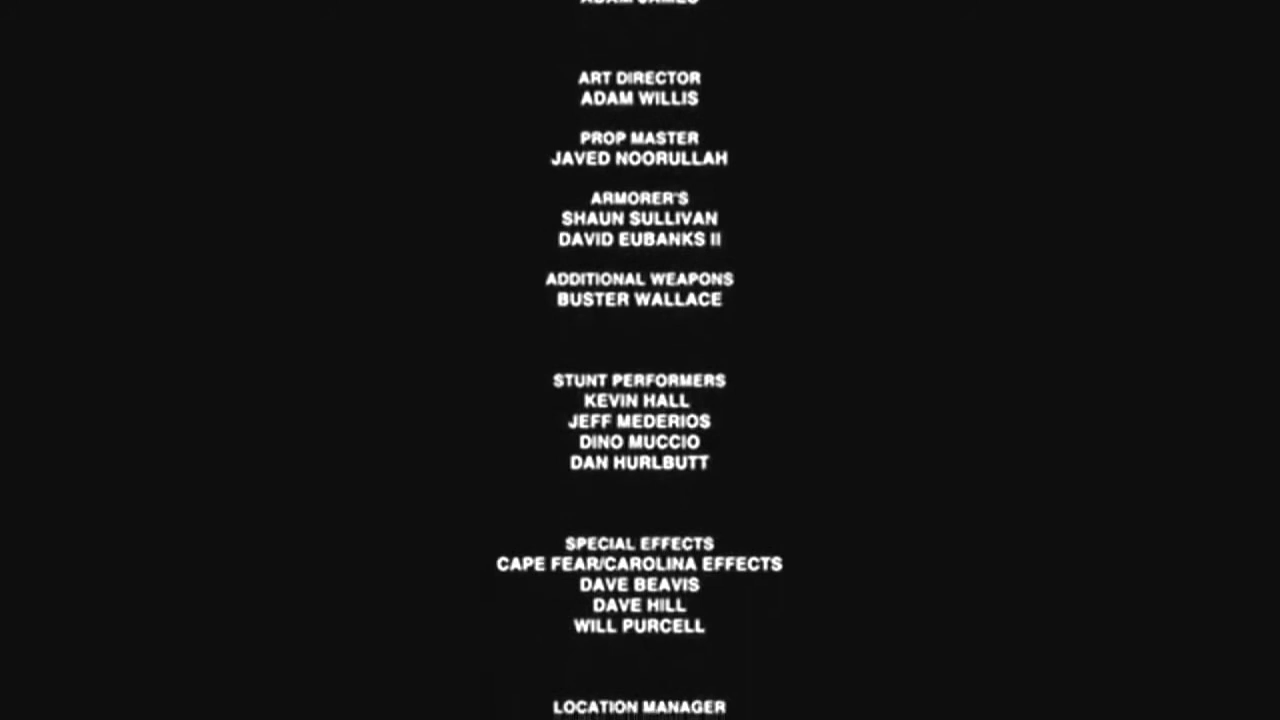 ADAM JAMES
ART DIRECTOR
ADAM WILLIS
PROP MASTER
JAVED NOORULLAH
ARMORER'S
SHAUN SULLIVAN
DAVID EUBANKS II
ADDITIONAL WEAPONS
BUSTER WALLACE
STUNT PERFORMERS
KEVIN HALL
JEFF MEDERIOS
DINO MUCCIO
DAN HURLBUTT
SPECIAL EFFECTS
CAPE FEAR/CAROLINA EFFECTS
DAVE BEAVIS
DAVE HILL
WILL PURCELL
LOCATION MANAGER